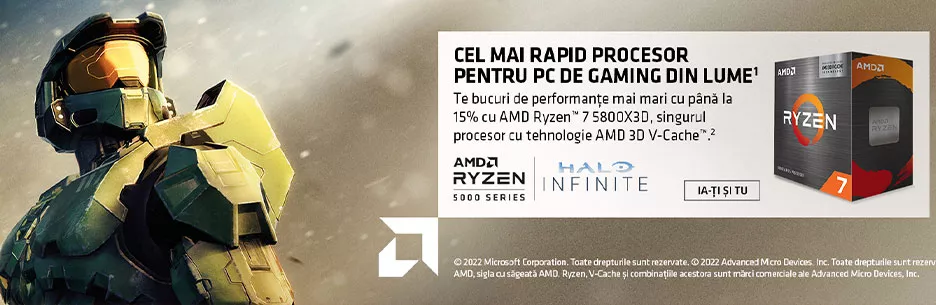 CEL MAI RAPID PROCESOR
PENTRU PC DE GAMING DIN LUME¹
Te bucuri de performanțe mai mari cu până la
15% cu AMD Ryzen™ 7 5800X3D, singurul
procesor cu tehnologie AMD 3D V-Cache™.²
AMD
RYZEN
5000 SERIES
HALO
INFINITE
IA-ȚI ȘI TU
AMD
RYZEN
7
AMD
© 2022 Microsoft Corporation. Toate drepturile sunt rezervate. © 2022 Advanced Micro Devices, Inc. Toate drepturile sunt rezerv
AMD, sigla cu săgeată AMD, Ryzen, V-Cache și combinațiile acestora sunt mărci comerciale ale Advanced Micro Devices, Inc.